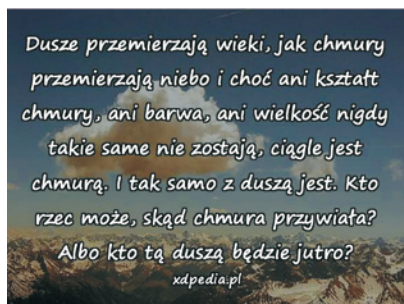 Dusze przemierzają wieki, jak chmury
przemierzają niebo i choć ani kształt
chmury, ani barwa, ani wielkość nigdy
takie same nie zostają, ciągle jest
chmurą. I tak samo z duszą jest. Kto
rzec może, skąd chmura przywiała?
Albo kto tą duszą będzie jutro?
xdpedia.pl